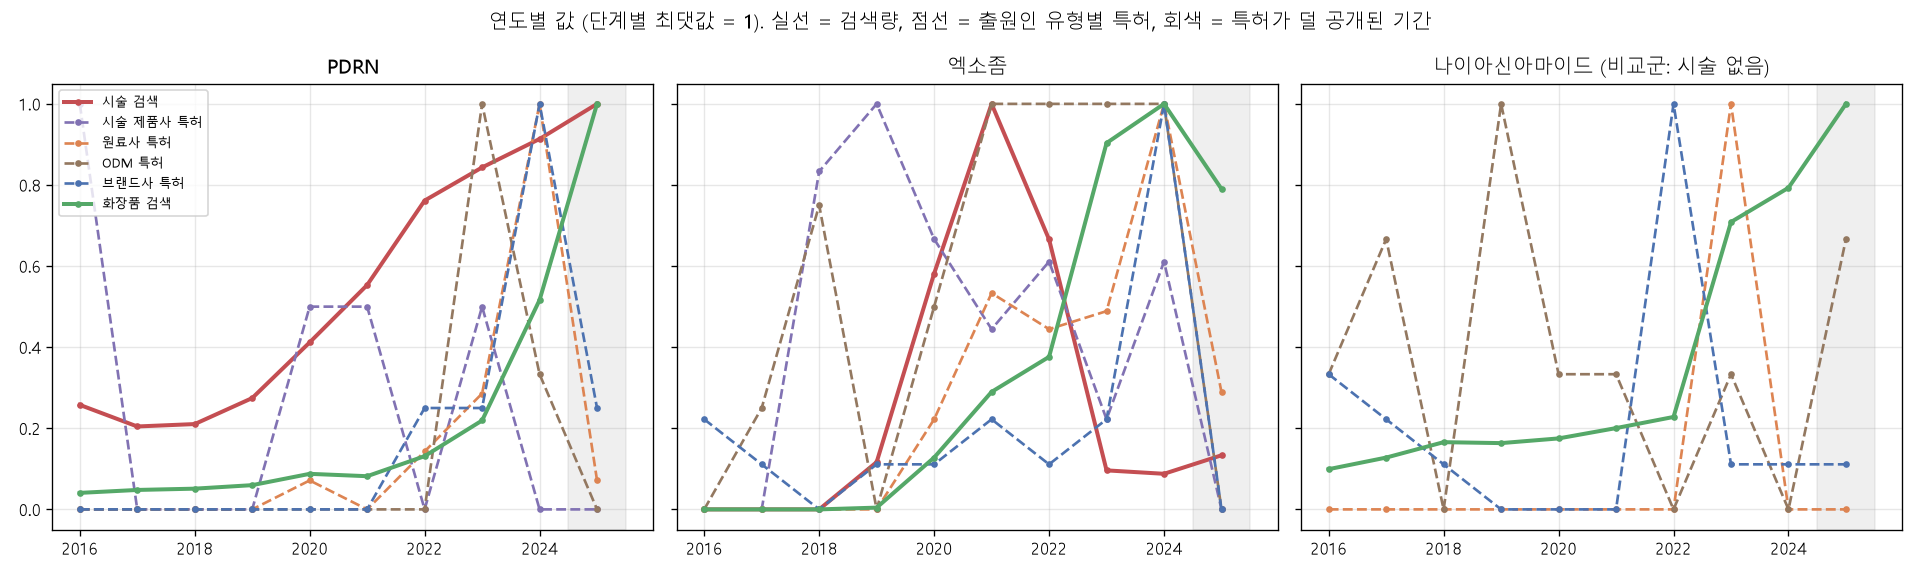 연도별 값 (단계별 최댓값 = 1). 실선 = 검색량, 점선 = 출원인 유형별 특허, 회색 = 특허가 덜 공개된 기간
PDRN
시술 검색
시술 제품사 특허
원료사 특허
ODM 특허
브랜드사 특허
화장품 검색
1.0
0.8
0.6
0.4
0.2
0.0
2016 2018 2020 2022 2024
엑소좀
2016 2018 2020 2022 2024
나이아신아마이드 (비교군: 시술 없음)
2016 2018 2020 2022 2024